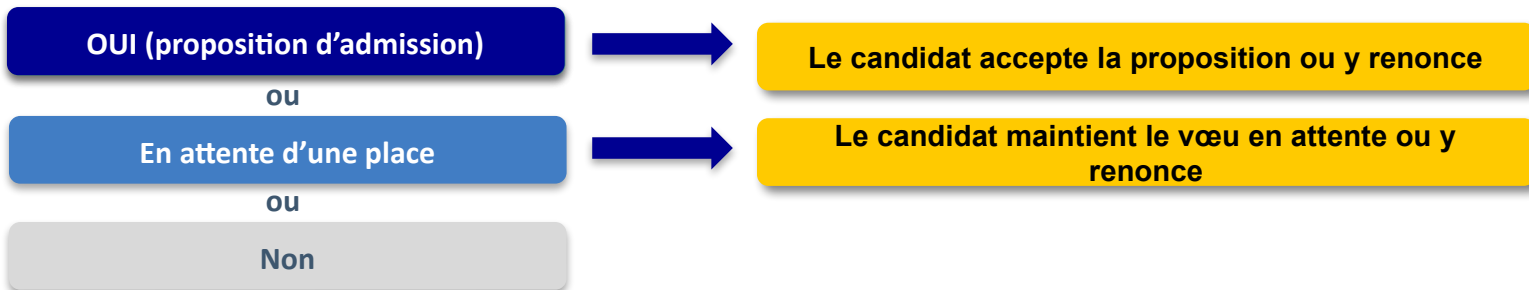 OUI (proposition d’admission)
Le candidat accepte la proposition ou y renonce
ou
En attente d’une place
Le candidat maintient le vœu en attente ou y
renonce
ou
Non